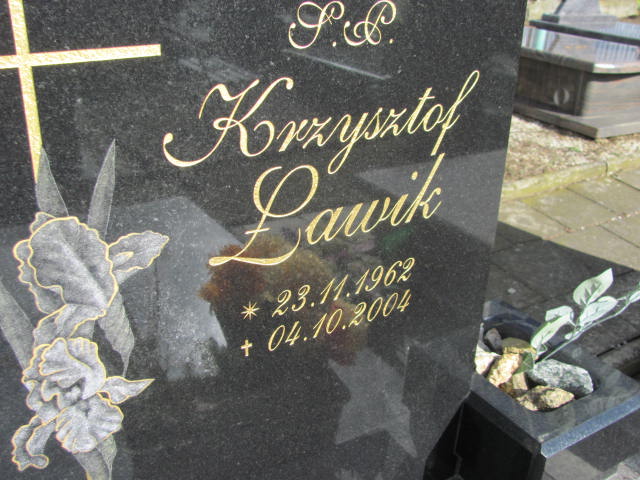 Ś.P.
Krzysztof
Ławik
* 23.11.1962
✝ 04.10.2004